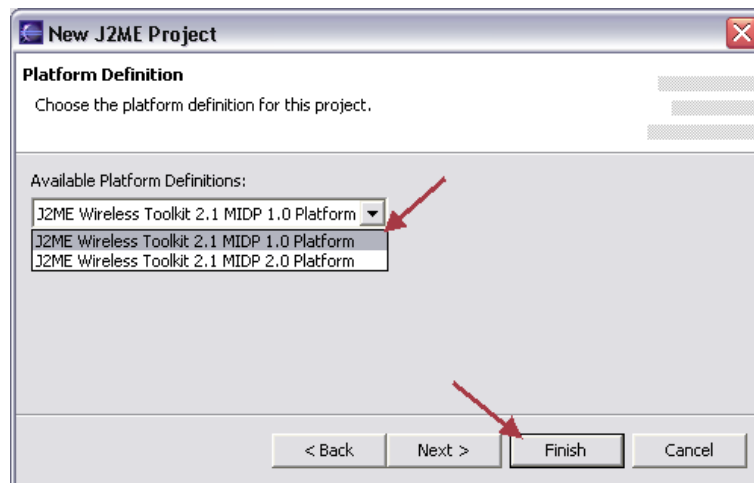 New J2ME Project
Platform Definition
Choose the platform definition for this project.
Available Platform Definitions:
J2ME Wireless Toolkit 2.1 MIDP 1.0 Platform
J2ME Wireless Toolkit 2.1 MIDP 1.0 Platform
J2ME Wireless Toolkit 2.1 MIDP 2.0 Platform
< Back Next > Finish Cancel